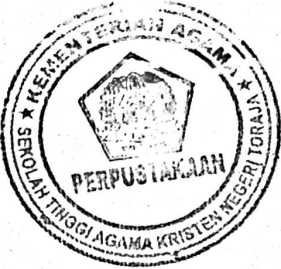 KEMENTERIAN AGAMA
PERPUSTAKAAN
SEKOLAH TINGGI AGAMA KRISTEN NEGERI TORAJA